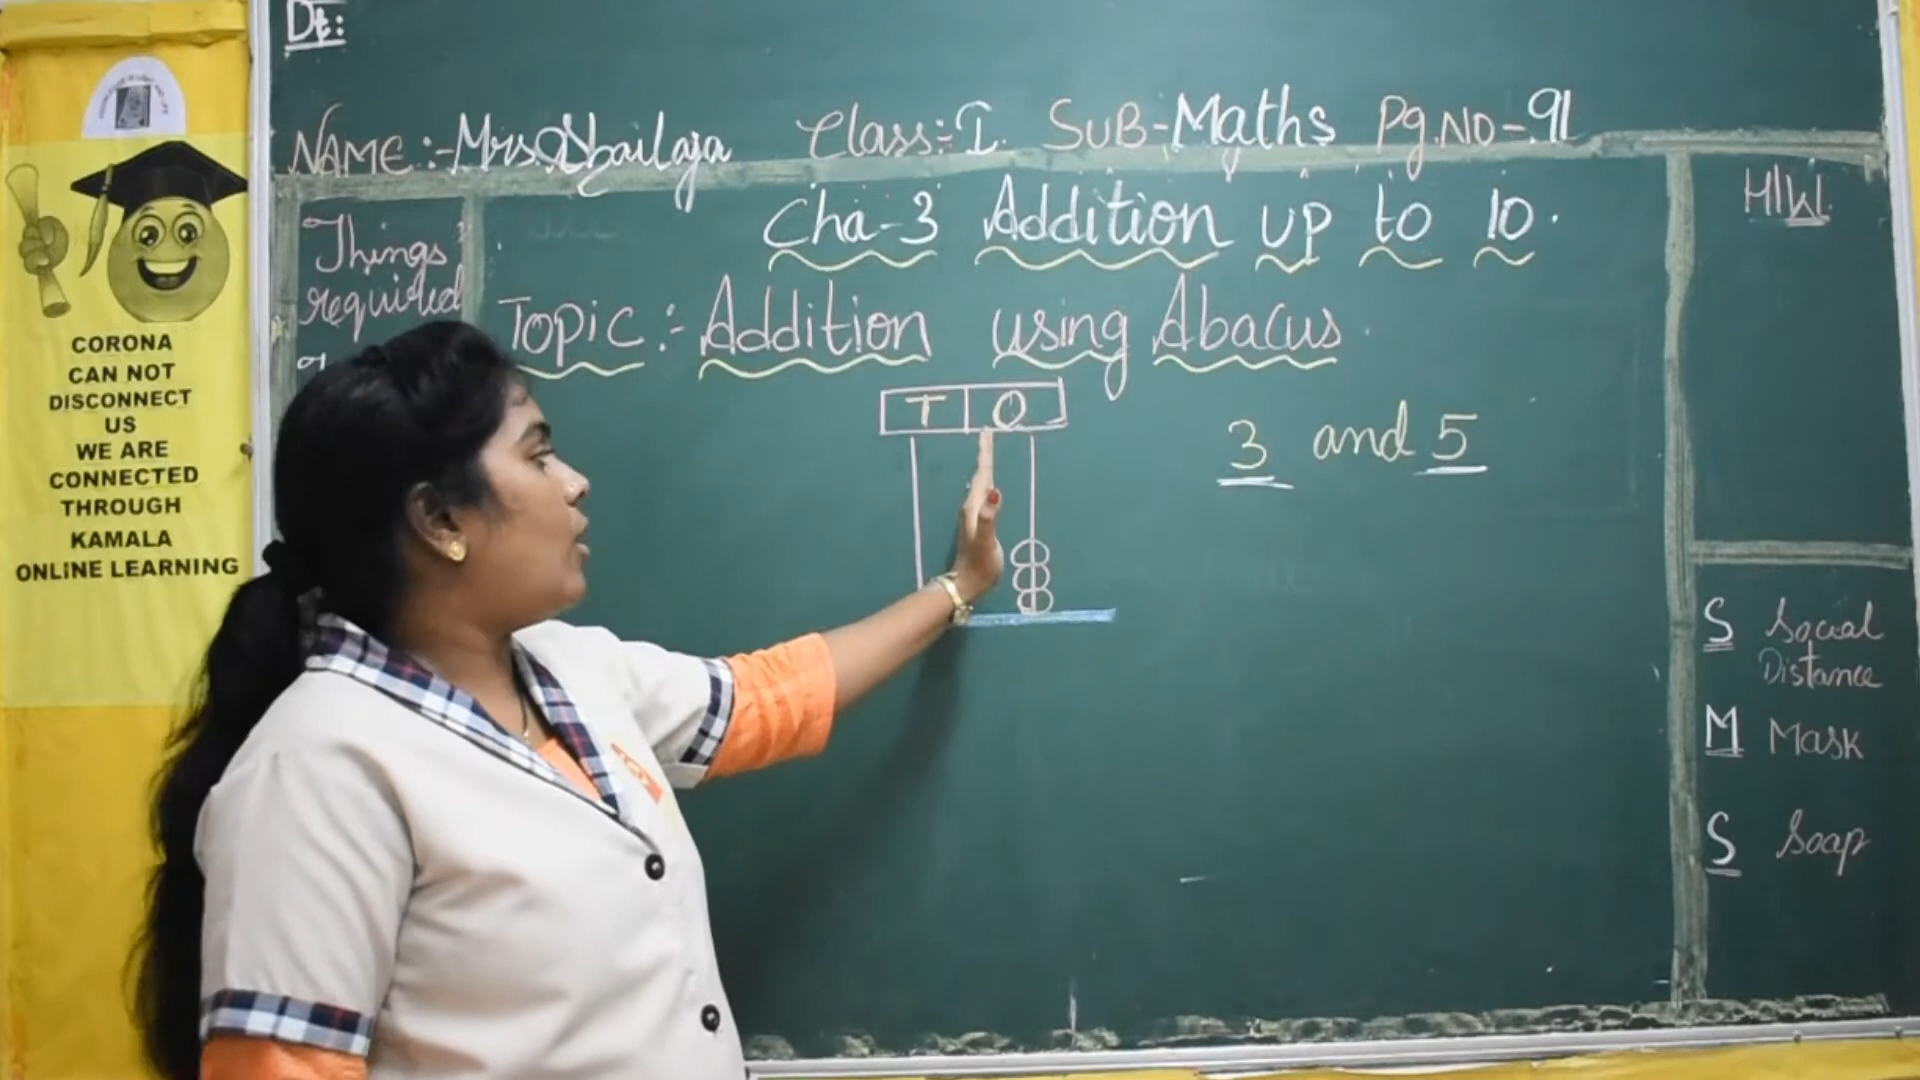 Dt:
NAME:- Mrs. Shailaja Class:- I. SUB- Maths Pg.No - 91
Cha-3 Addition up to 10.
Things required
Topic:- Addition using Abacus.
T O
3 and 5
H/W.
S Social Distance
M Mask
S Soap
CORONA
CAN NOT
DISCONNECT
US
WE ARE
CONNECTED
THROUGH
KAMALA
ONLINE LEARNING